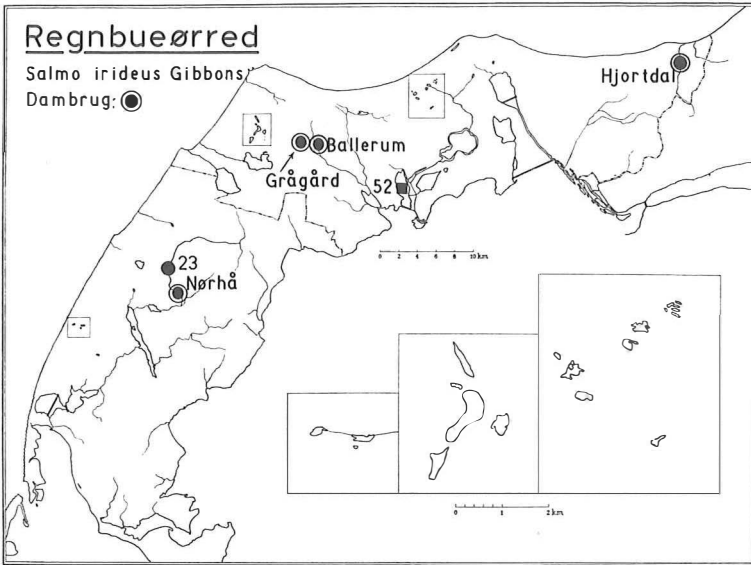 Regnbueørred
Salmo irideus Gibbons
Dambrug:
Hjortdal
Ballerum
Grågård
52
23
Nørhå
0 2 4 6 8 10 km
0 1 2 km